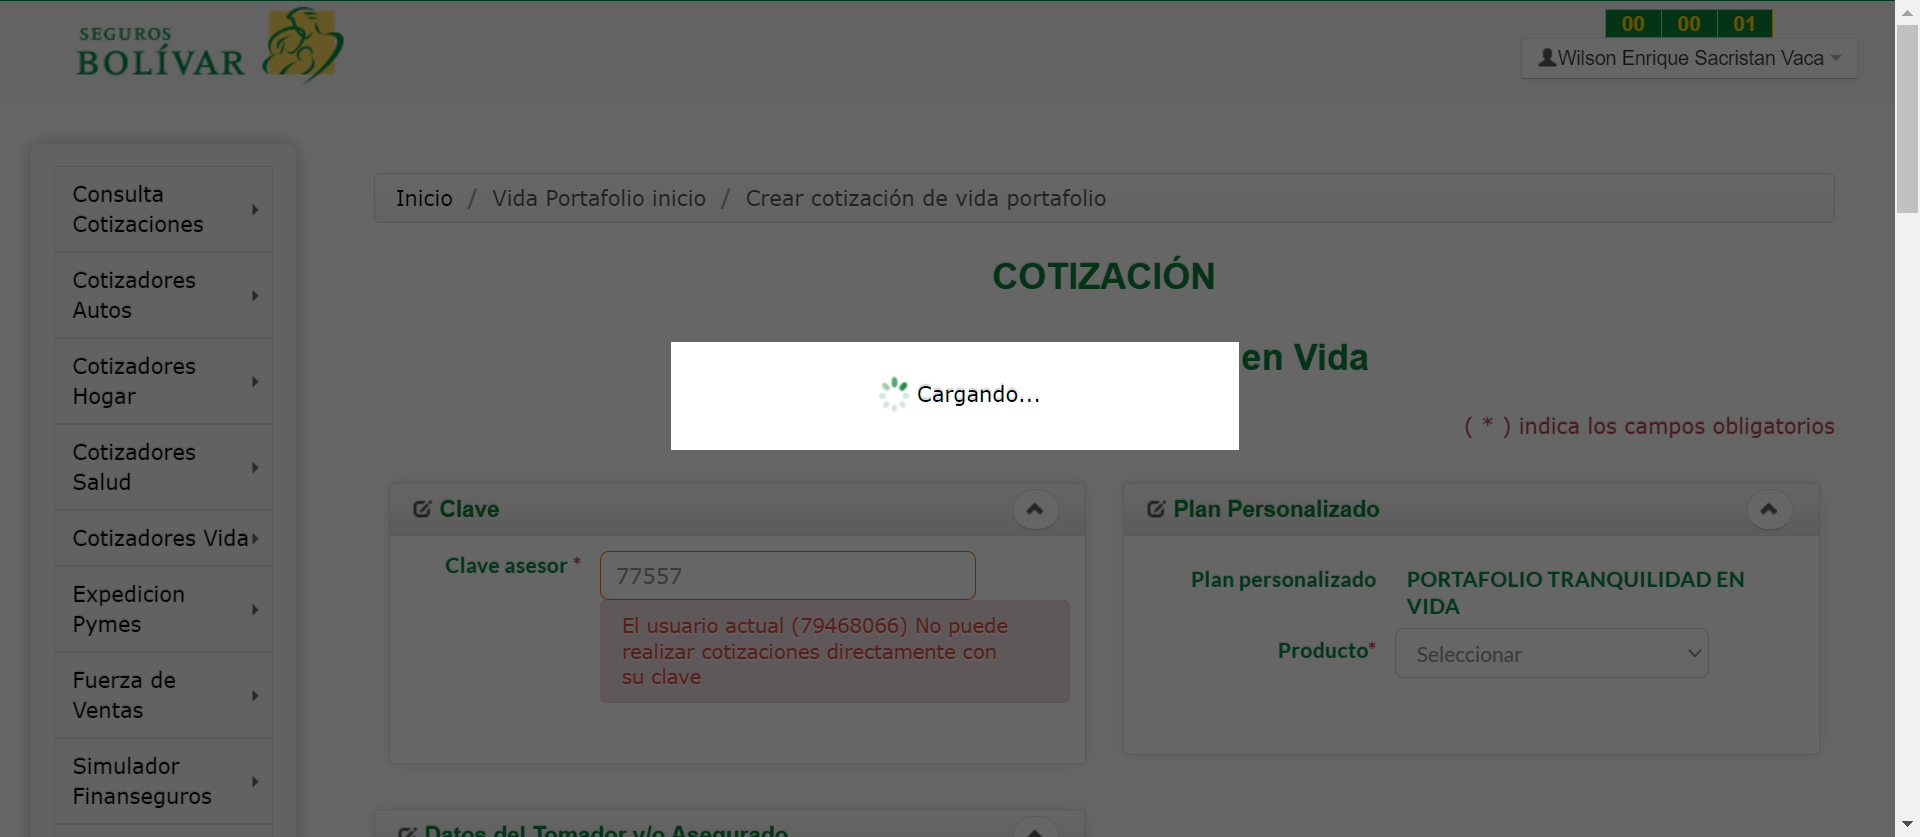 SEGUROS
BOLÍVAR
00 00 01
Wilson Enrique Sacristan Vaca
Consulta
Cotizaciones
Cotizadores
Autos
Cotizadores
Hogar
Cotizadores
Salud
Cotizadores Vida
Expedicion
Pymes
Fuerza de
Ventas
Simulador
Finanseguros
Inicio / Vida Portafolio inicio / Crear cotización de vida portafolio
COTIZACIÓN
en Vida
Cargando...
( * ) indica los campos obligatorios
Clave
Clave asesor *
77557
El usuario actual (79468066) No puede
realizar cotizaciones directamente con
su clave
Plan Personalizado
Plan personalizado
PORTAFOLIO TRANQUILIDAD EN
VIDA
Producto*
Seleccionar
Datos del Tomador y/o Asegurado